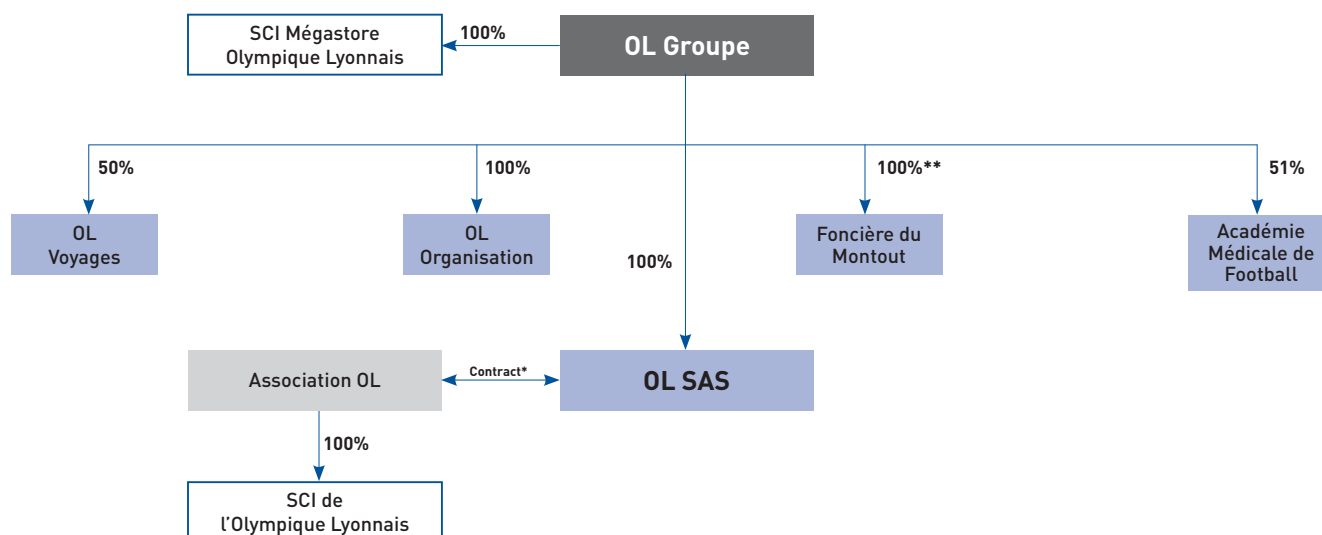 SCI Mégastore
Olympique Lyonnais
100%
OL Groupe
50%
100%
100%**
51%
OL
Voyages
OL
Organisation
100%
Foncière du
Montout
Académie
Médicale de
Football
Association OL
Contract*
OL SAS
100%
SCI de
l'Olympique Lyonnais